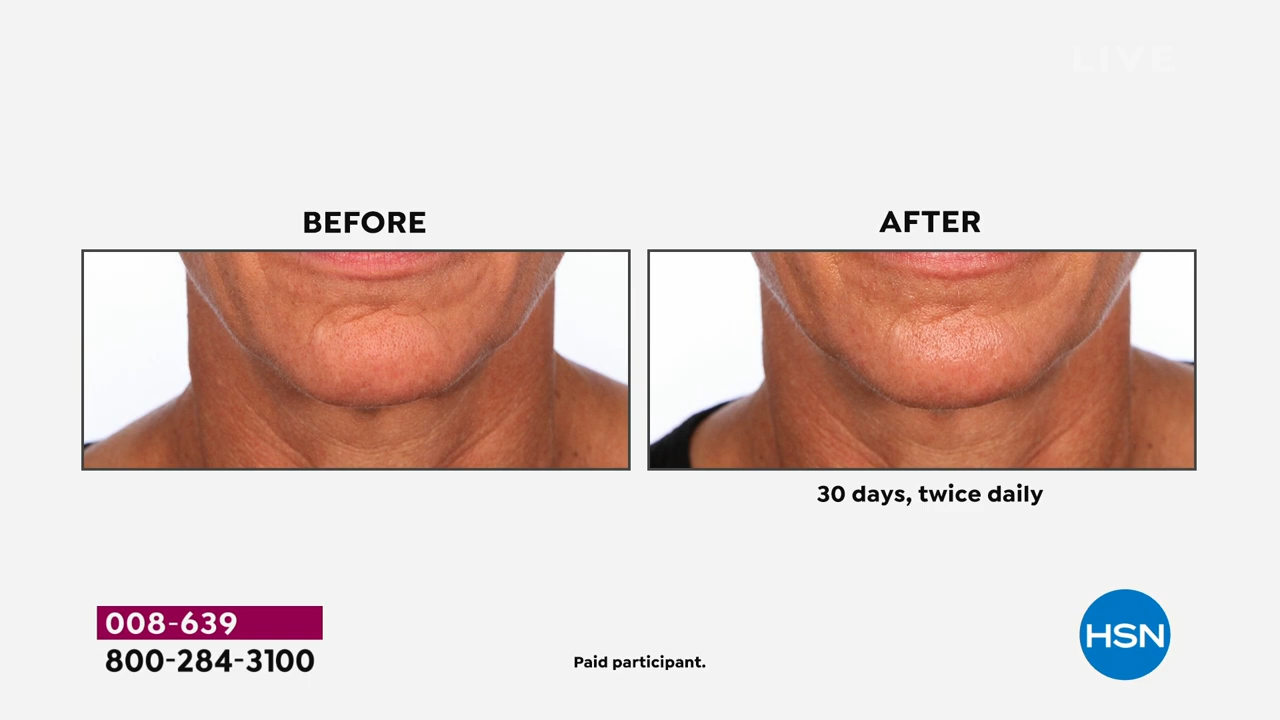 LIVE
BEFORE
AFTER
30 days, twice daily
008-639
800-284-3100
Paid participant.
HSN